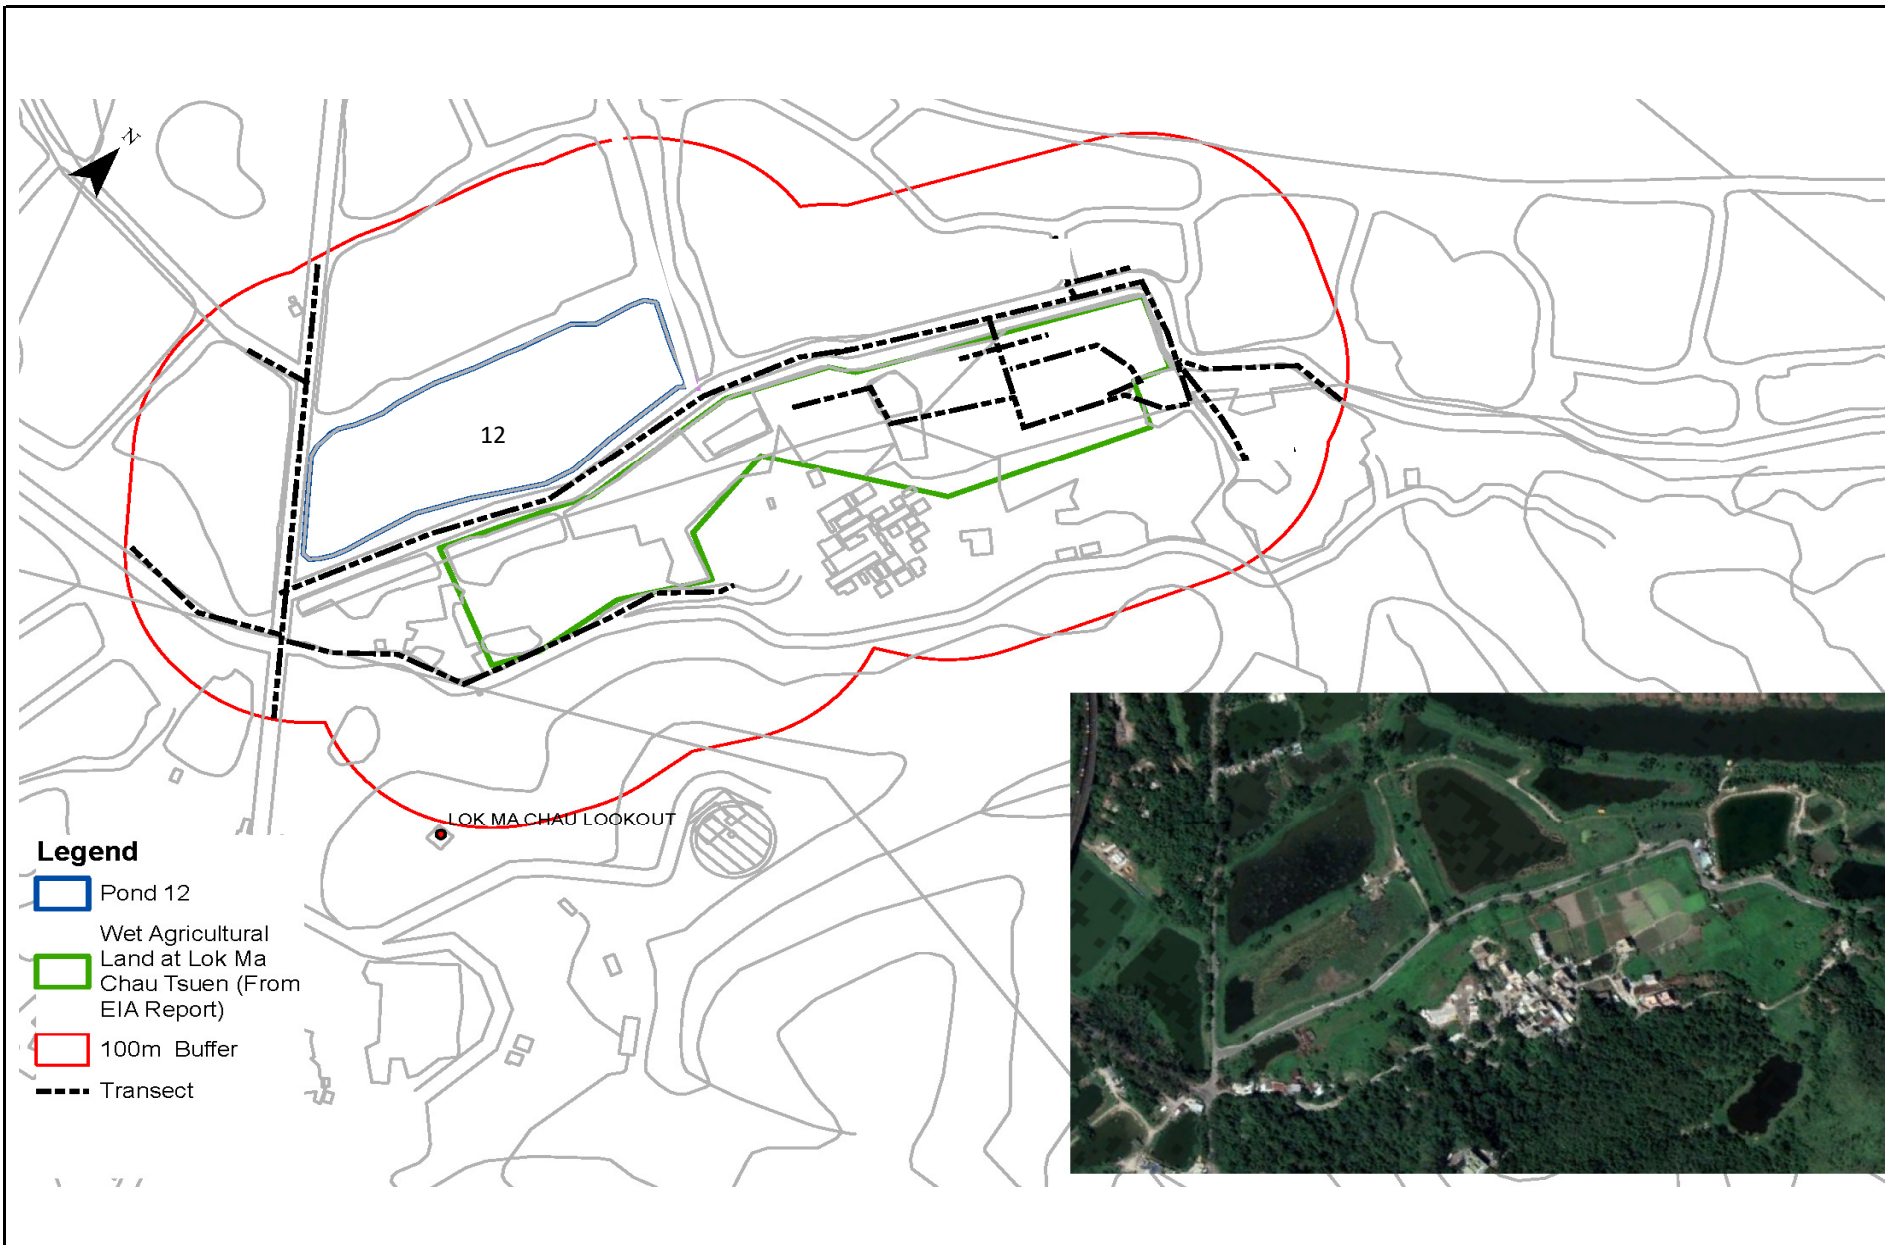 N
12
LOK MA CHAU LOOKOUT
Legend
Pond 12
Wet Agricultural
Land at Lok Ma
Chau Tsuen (From
EIA Report)
100m Buffer
Transect